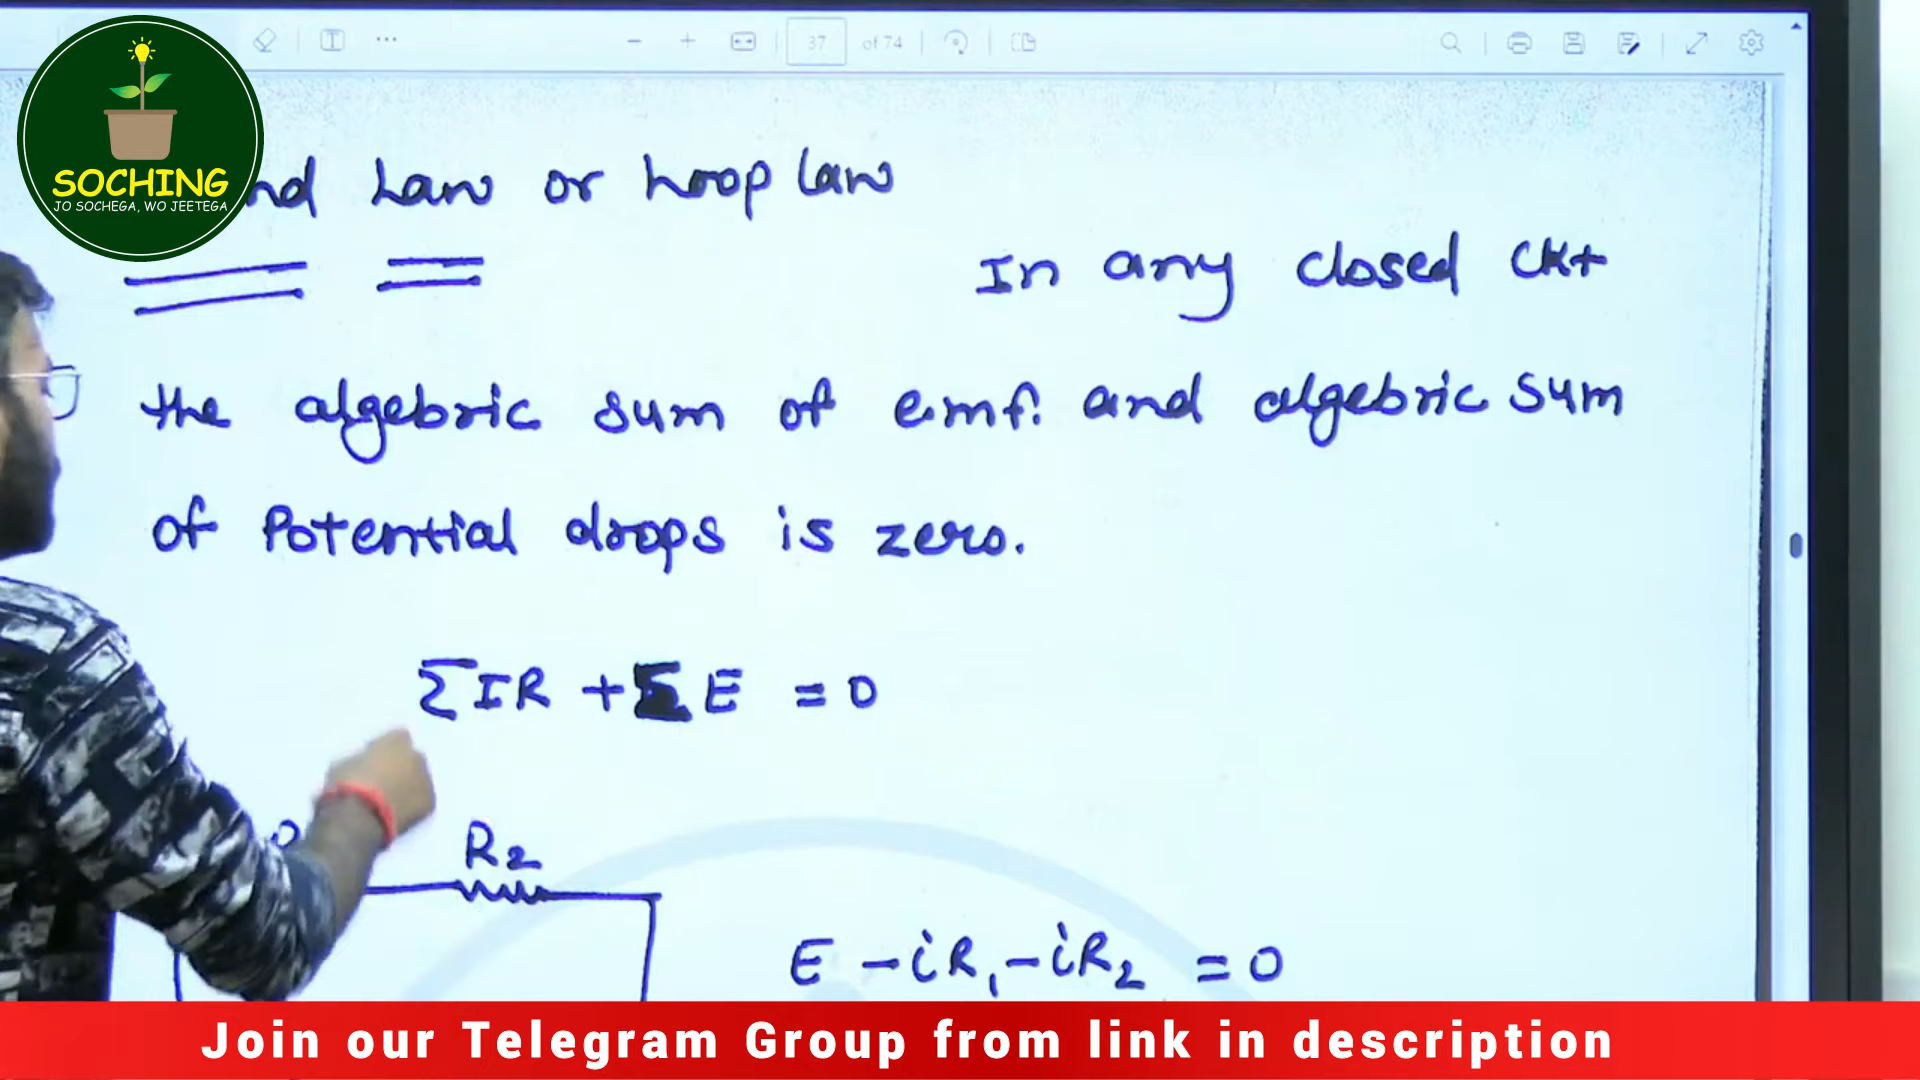 37 of 74
SOCHING
JO SOCHEGA, WO JEETEGA
nd Law or Loop law
In any closed ckt
the algebric sum of e.m.f. and algebric sum
of Potential drops is zero.
ΣIR + ΣE = 0
R2
E - iR1 - iR2 = 0
Join our Telegram Group from link in description